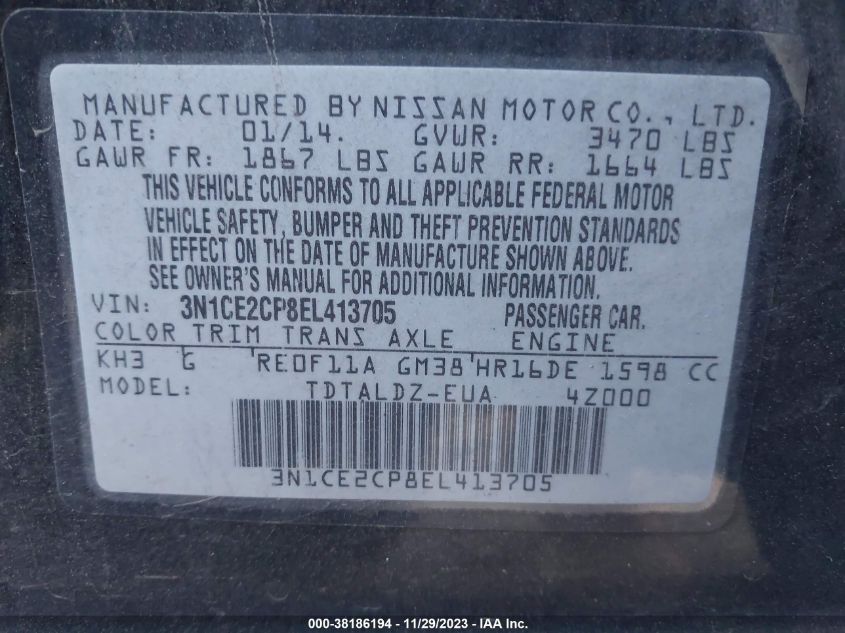 MANUFACTURED BY NISSAN MOTOR CO., LTD.
DATE: 01/14. GVWR: 3470 LBS
GAWR FR: 1867 LBS GAWR RR: 1664 LBS
THIS VEHICLE CONFORMS TO ALL APPLICABLE FEDERAL MOTOR
VEHICLE SAFETY, BUMPER AND THEFT PREVENTION STANDARDS
IN EFFECT ON THE DATE OF MANUFACTURE SHOWN ABOVE.
SEE OWNER'S MANUAL FOR ADDITIONAL INFORMATION.
VIN: 3N1CE2CP8EL413705 PASSENGER CAR.
COLOR TRIM TRANS AXLE ENGINE
KH3 G RE0F11A GM38 HR16DE 1598 CC
MODEL: TDTALDZ-EUA 4Z000
3N1CE2CP8EL413705
000-38186194 - 11/29/2023 - IAA Inc.